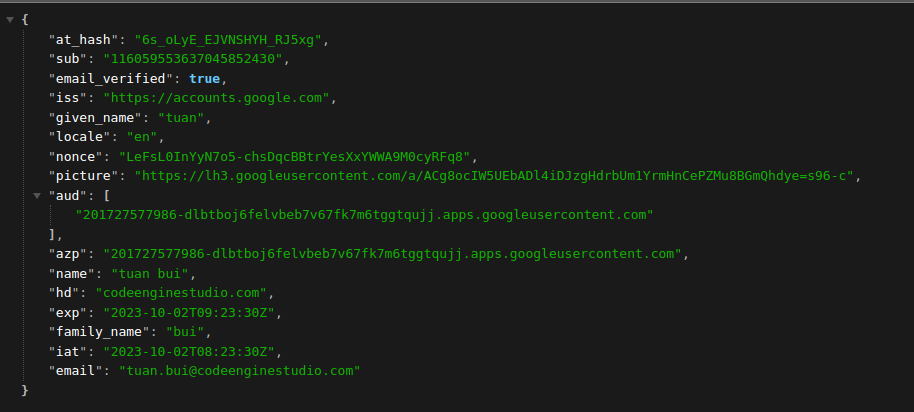 {
"at_hash": "6s_oLyE_EJVNSHYH_RJ5xg",
"sub": "116059553637045852430",
"email_verified": true,
"iss": "https://accounts.google.com",
"given_name": "tuan",
"locale": "en",
"nonce": "LeFsL0InYyN7o5-chsDqcBBtrYesXxYWWA9M0cyRFq8",
"picture": "https://lh3.googleusercontent.com/a/ACg8ocIW5UEbADl4iDJzgHdrbUm1YrmHnCePZMu8BGmQhdye=s96-c",
"aud": [
"201727577986-dlbtboj6felvbeb7v67fk7m6tggtqujj.apps.googleusercontent.com"
],
"azp": "201727577986-dlbtboj6felvbeb7v67fk7m6tggtqujj.apps.googleusercontent.com",
"name": "tuan bui",
"hd": "codeenginestudio.com",
"exp": "2023-10-02T09:23:30Z",
"family_name": "bui",
"iat": "2023-10-02T08:23:30Z",
"email": "tuan.bui@codeenginestudio.com"
}